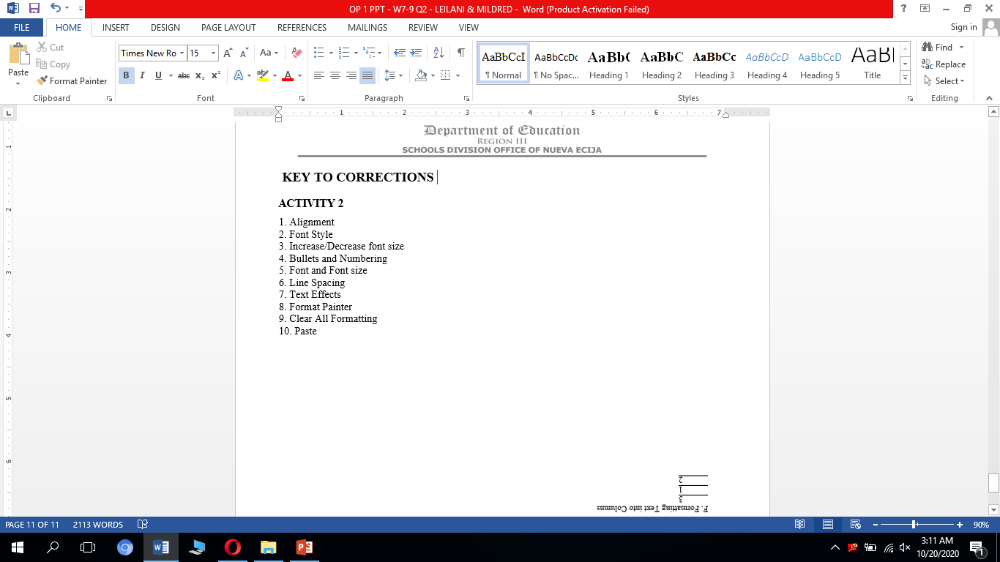 OP 1 PPT - W7-9 Q2 - LEILANI & MILDRED - Word (Product Activation Failed)
FILE HOME INSERT DESIGN PAGE LAYOUT REFERENCES MAILINGS REVIEW VIEW Sign in
Paste
Cut
Copy
Format Painter
Clipboard
Times New Ro 15
Font
Paragraph
AaBbCcI AaBbCcDc AaBbC AaBbC AaBbCc AaBbCcD AaBbCcD AaBI
¶ Normal ¶ No Spac... Heading 1 Heading 2 Heading 3 Heading 4 Heading 5 Title
Styles
Find
Replace
Select
Editing
1 2 3 4 5 6 7
1
2
3
4
5
6
Department of Education
REGION III
SCHOOLS DIVISION OFFICE OF NUEVA ECIJA
KEY TO CORRECTIONS
ACTIVITY 2
1. Alignment
2. Font Style
3. Increase/Decrease font size
4. Bullets and Numbering
5. Font and Font size
6. Line Spacing
7. Text Effects
8. Format Painter
9. Clear All Formatting
10. Paste
F. Formatting Text into Columns
3
1
2
PAGE 11 OF 11 2113 WORDS 90%
3:11 AM
10/20/2020
1